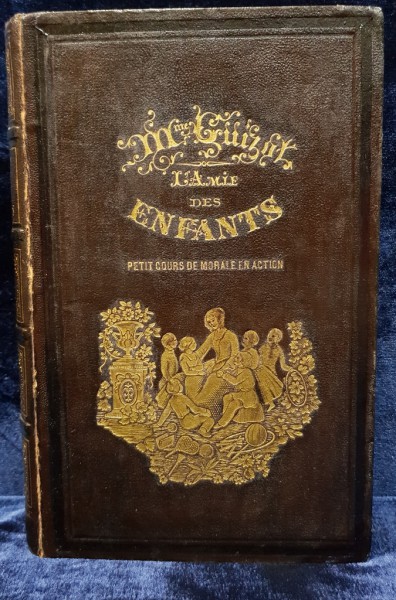 Mme Guizot
L'AMIE
DES
ENFANTS
PETIT COURS DE MORALE EN ACTION